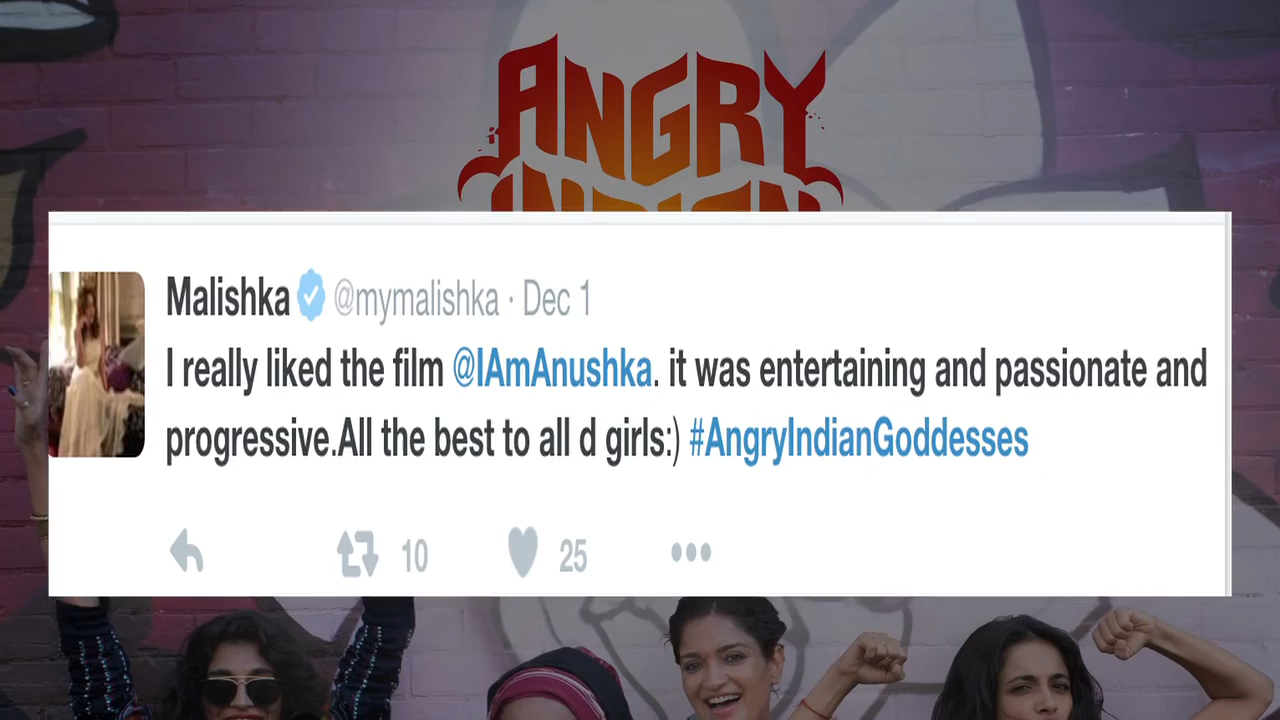 ANGRY
INDIAN
Malishka @mymalishka · Dec 1
I really liked the film @IAmAnushka. it was entertaining and passionate and
progressive.All the best to all d girls:) #AngryIndianGoddesses
10 25